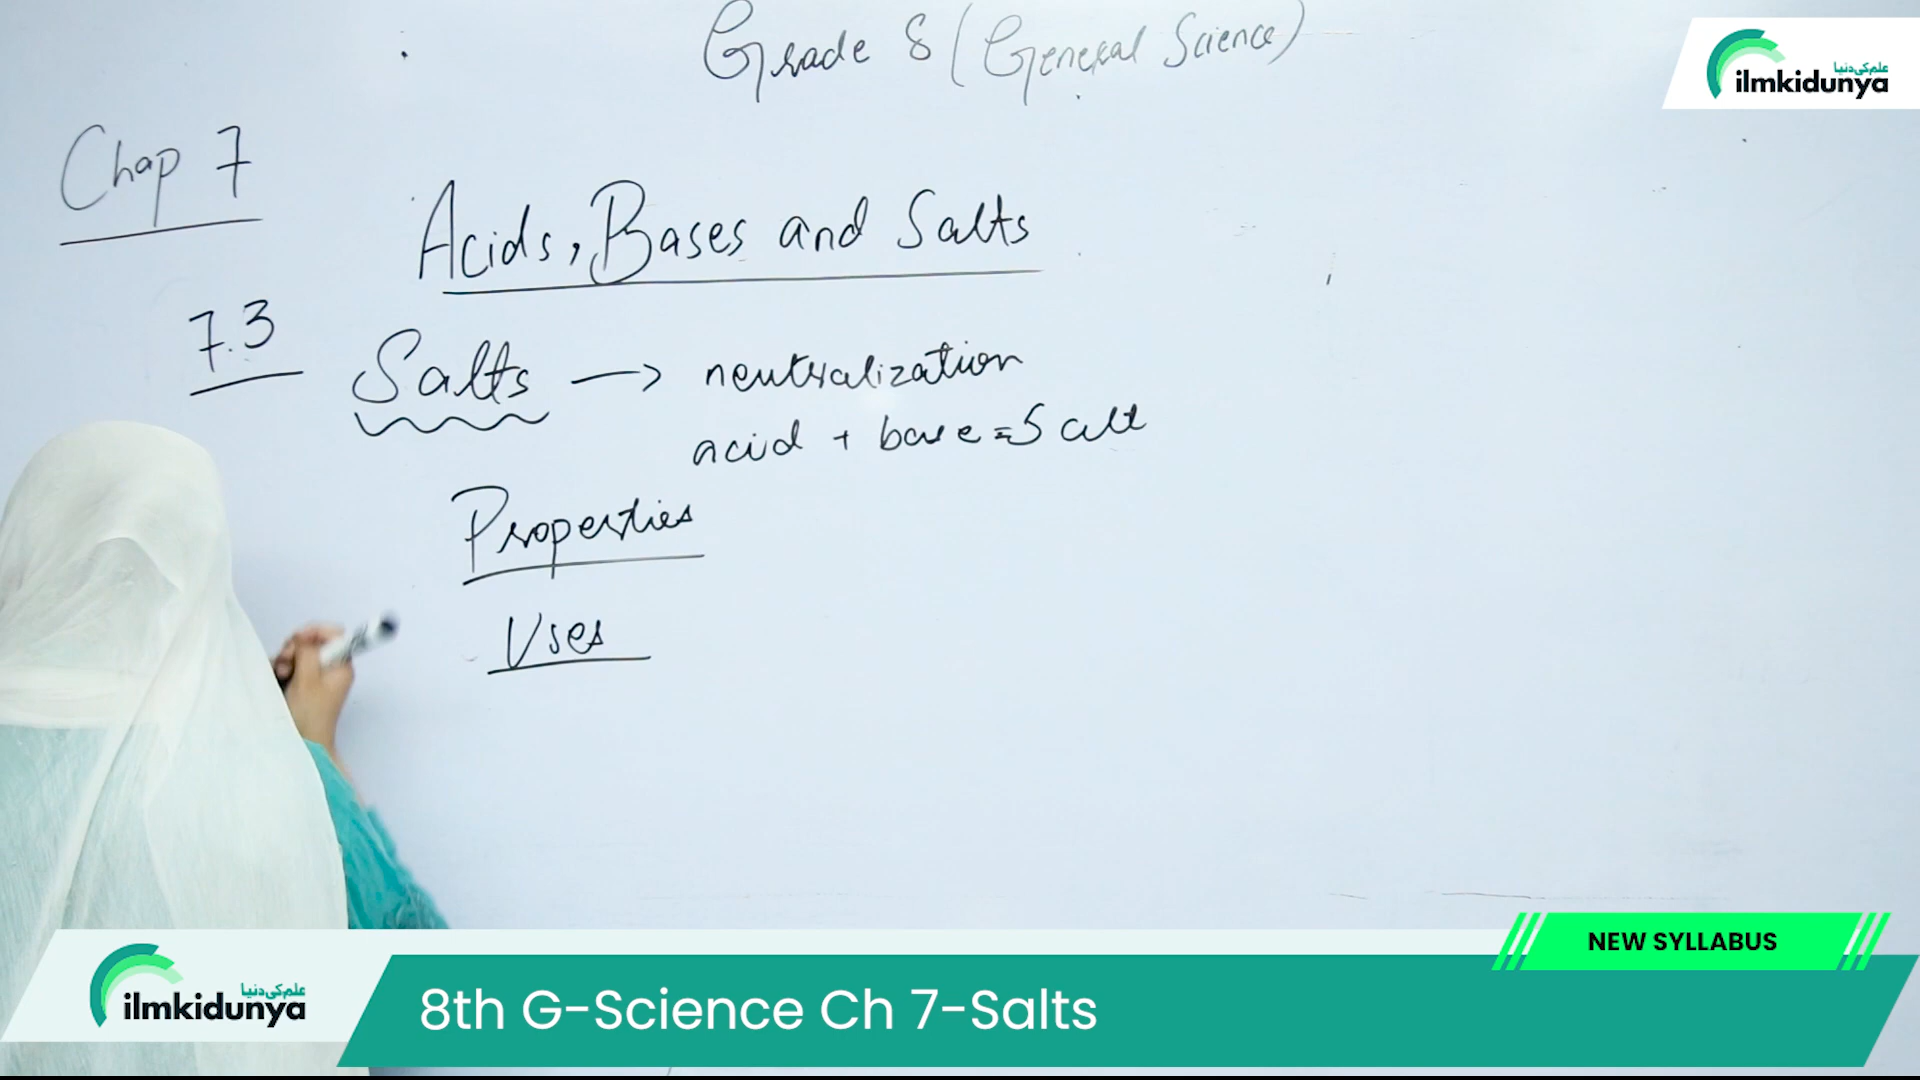 Grade 8 (General Science)
علم کی دنیا
ilmkidunya
Chap 7
Acids, Bases and Salts
7.3
Salts → neutralization
acid + base = Salt
Properties
Uses
NEW SYLLABUS
علم کی دنیا
ilmkidunya
8th G-Science Ch 7-Salts